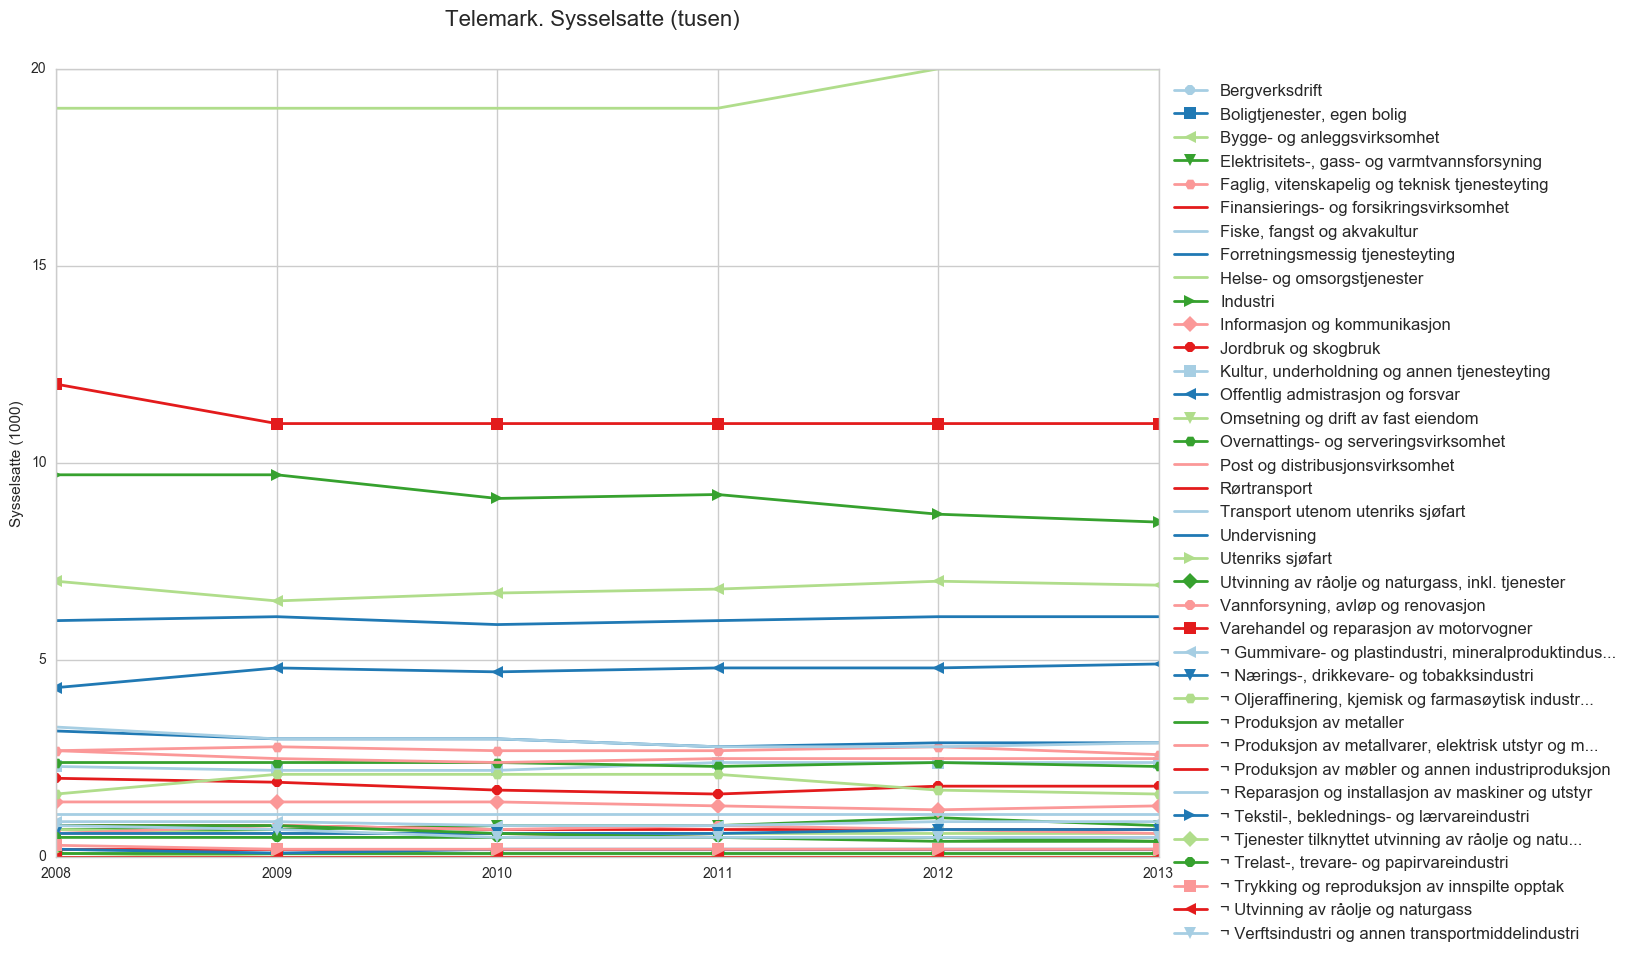 Telemark. Sysselsatte (tusen)
Sysselsatte (1000)
20
15
10
5
0
2008
2009
2010
2011
2012
2013
Bergverksdrift
Boligtjenester, egen bolig
Bygge- og anleggsvirksomhet
Elektrisitets-, gass- og varmtvannsforsyning
Faglig, vitenskapelig og teknisk tjenesteyting
Finansierings- og forsikringsvirksomhet
Fiske, fangst og akvakultur
Forretningsmessig tjenesteyting
Helse- og omsorgstjenester
Industri
Informasjon og kommunikasjon
Jordbruk og skogbruk
Kultur, underholdning og annen tjenesteyting
Offentlig admistrasjon og forsvar
Omsetning og drift av fast eiendom
Overnattings- og serveringsvirksomhet
Post og distribusjonsvirksomhet
Rørtransport
Transport utenom utenriks sjøfart
Undervisning
Utenriks sjøfart
Utvinning av råolje og naturgass, inkl. tjenester
Vannforsyning, avløp og renovasjon
Varehandel og reparasjon av motorvogner
¬ Gummivare- og plastindustri, mineralproduktindus...
¬ Nærings-, drikkevare- og tobakksindustri
¬ Oljeraffinering, kjemisk og farmasøytisk industr...
¬ Produksjon av metaller
¬ Produksjon av metallvarer, elektrisk utstyr og m...
¬ Produksjon av møbler og annen industriproduksjon
¬ Reparasjon og installasjon av maskiner og utstyr
¬ Tekstil-, beklednings- og lærvareindustri
¬ Tjenester tilknyttet utvinning av råolje og natu...
¬ Trelast-, trevare- og papirvareindustri
¬ Trykking og reproduksjon av innspilte opptak
¬ Utvinning av råolje og naturgass
¬ Verftsindustri og annen transportmiddelindustri